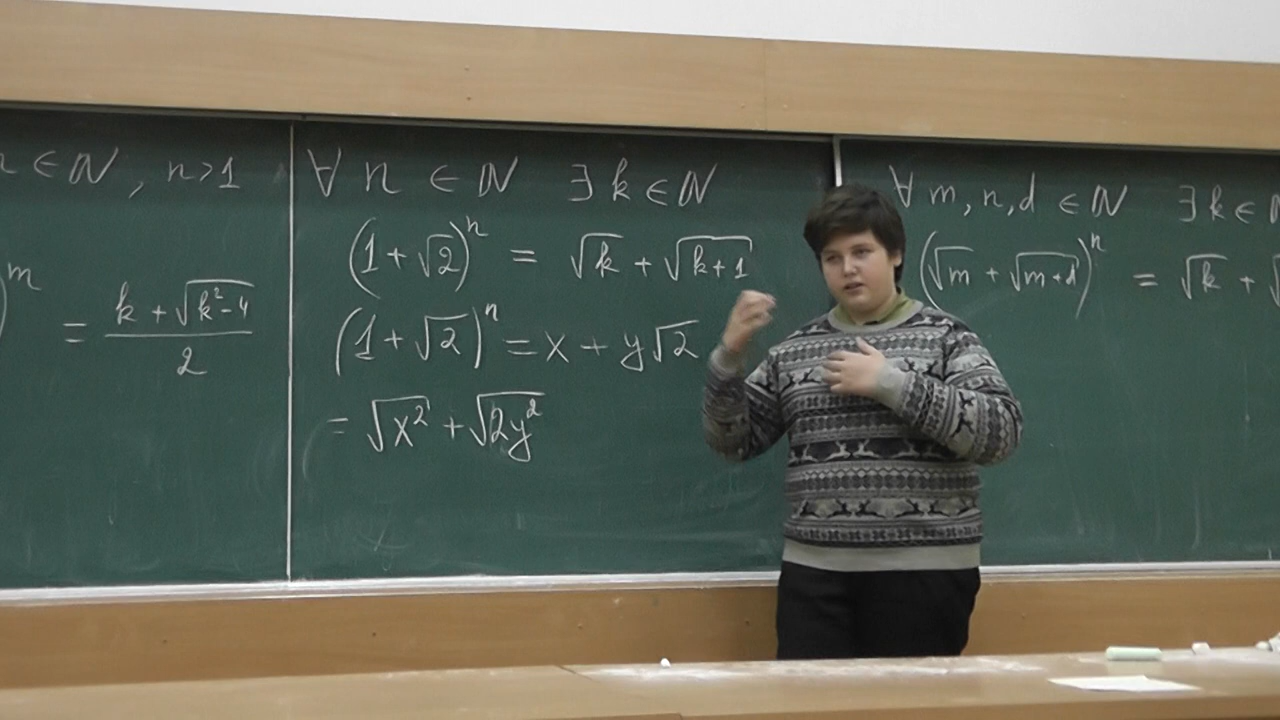 n ∈ ℕ, n>1
)^m = (k + √(k²-4))/2
∀ n ∈ ℕ ∃ k ∈ ℕ
(1+√2)^n = √k + √(k+1)
(1+√2)^n = x + y√2
= √(x²) + √(2y²)
∀ m, n, d ∈ ℕ ∃ k ∈ ℕ
(√m + √(m+d))^n = √k + √